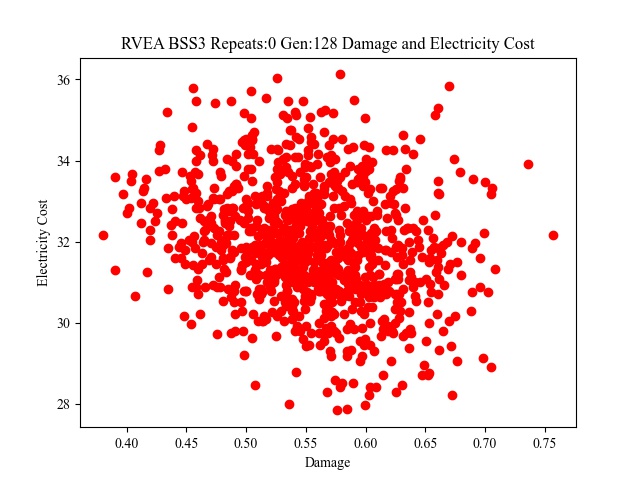 RVEA BSS3 Repeats:0 Gen:128 Damage and Electricity Cost
36
34
32
30
28
Electricity Cost
0.40 0.45 0.50 0.55 0.60 0.65 0.70 0.75
Damage